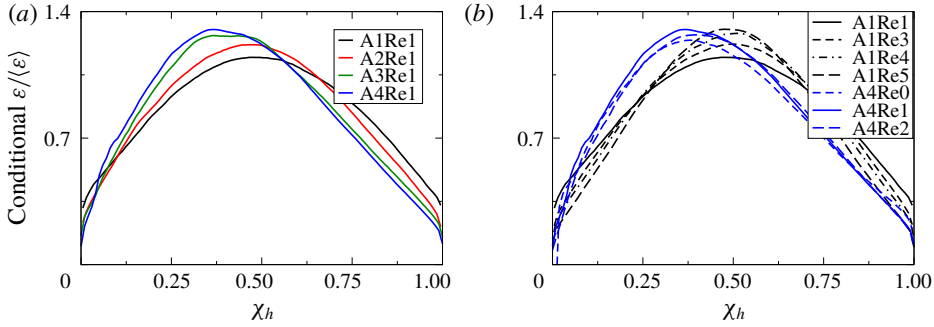 (a)
1.4
0.7
Conditional ε/⟨ε⟩
A1Re1
A2Re1
A3Re1
A4Re1
0
0.25
0.50
0.75
1.00
χh
(b)
1.4
0.7
A1Re1
A1Re3
A1Re4
A1Re5
A4Re0
A4Re1
A4Re2
0
0.25
0.50
0.75
1.00
χh